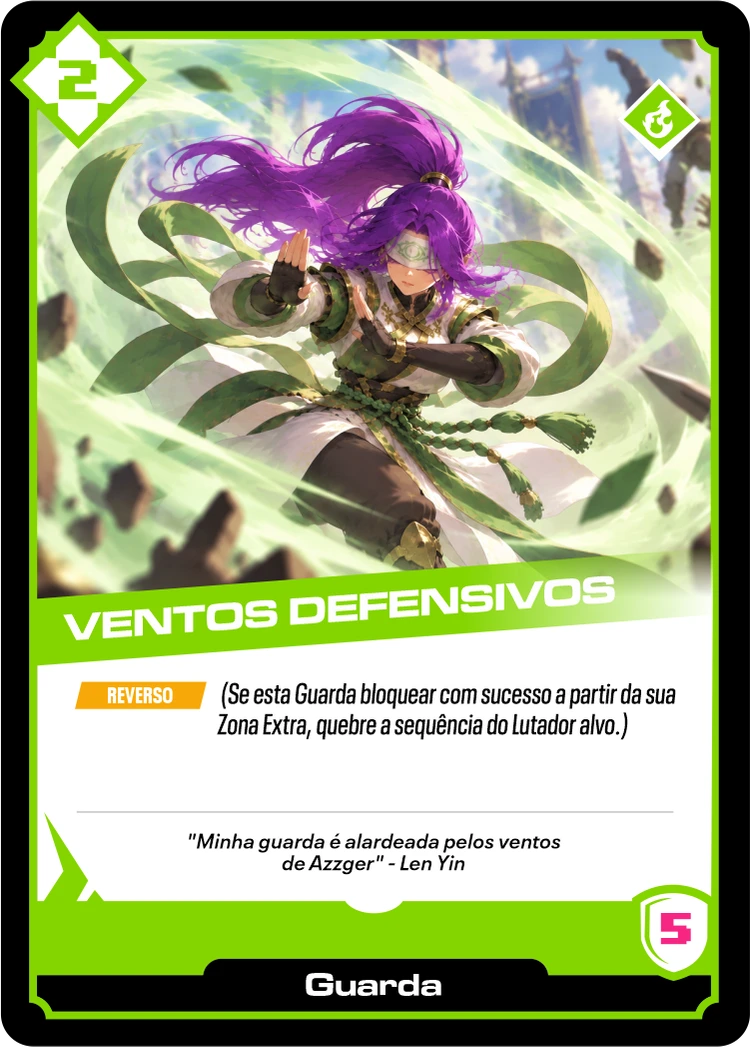 2
VENTOS DEFENSIVOS
REVERSO (Se esta Guarda bloquear com sucesso a partir da sua
Zona Extra, quebre a sequência do Lutador alvo.)
"Minha guarda é alardeada pelos ventos
de Azzger" - Len Yin
5
Guarda